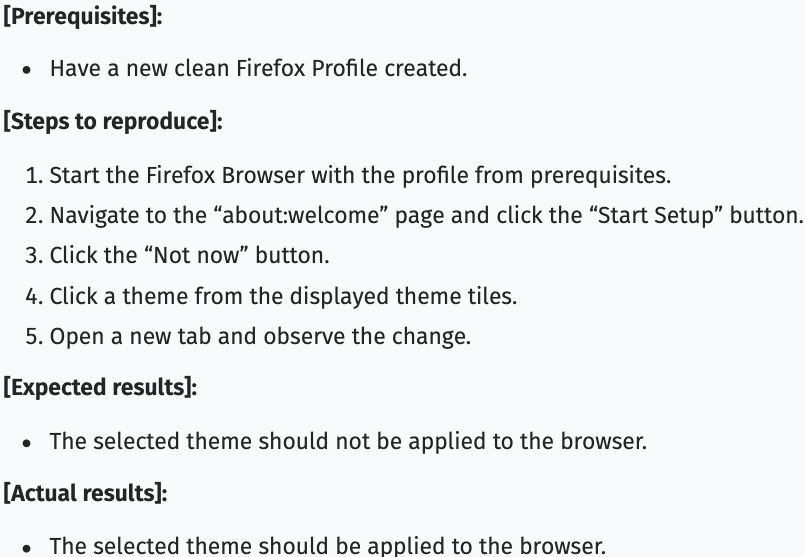 [Prerequisites]:
• Have a new clean Firefox Profile created.
[Steps to reproduce]:
1. Start the Firefox Browser with the profile from prerequisites.
2. Navigate to the “about:welcome” page and click the “Start Setup” button.
3. Click the “Not now” button.
4. Click a theme from the displayed theme tiles.
5. Open a new tab and observe the change.
[Expected results]:
• The selected theme should not be applied to the browser.
[Actual results]:
• The selected theme should be applied to the browser.